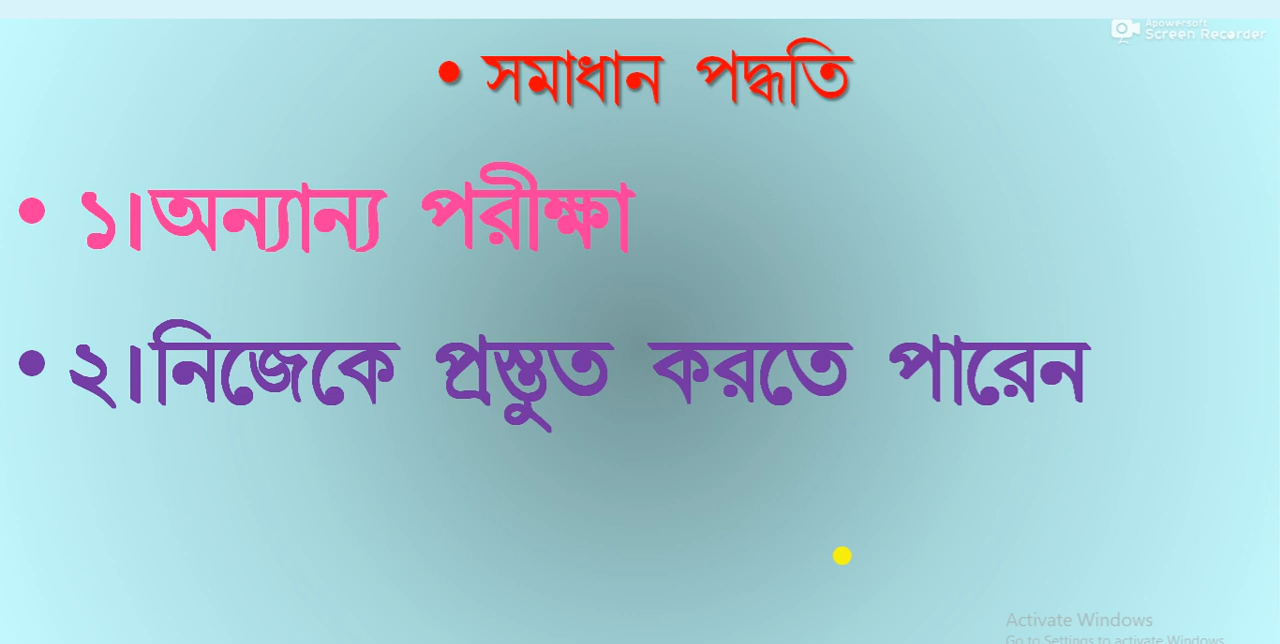 Apowersoft
Screen Recorder
• সমাধান পদ্ধতি
• ১।অন্যান্য পরীক্ষা
• ২।নিজেকে প্রস্তুত করতে পারেন
Activate Windows
Go to Settings to activate Windows.